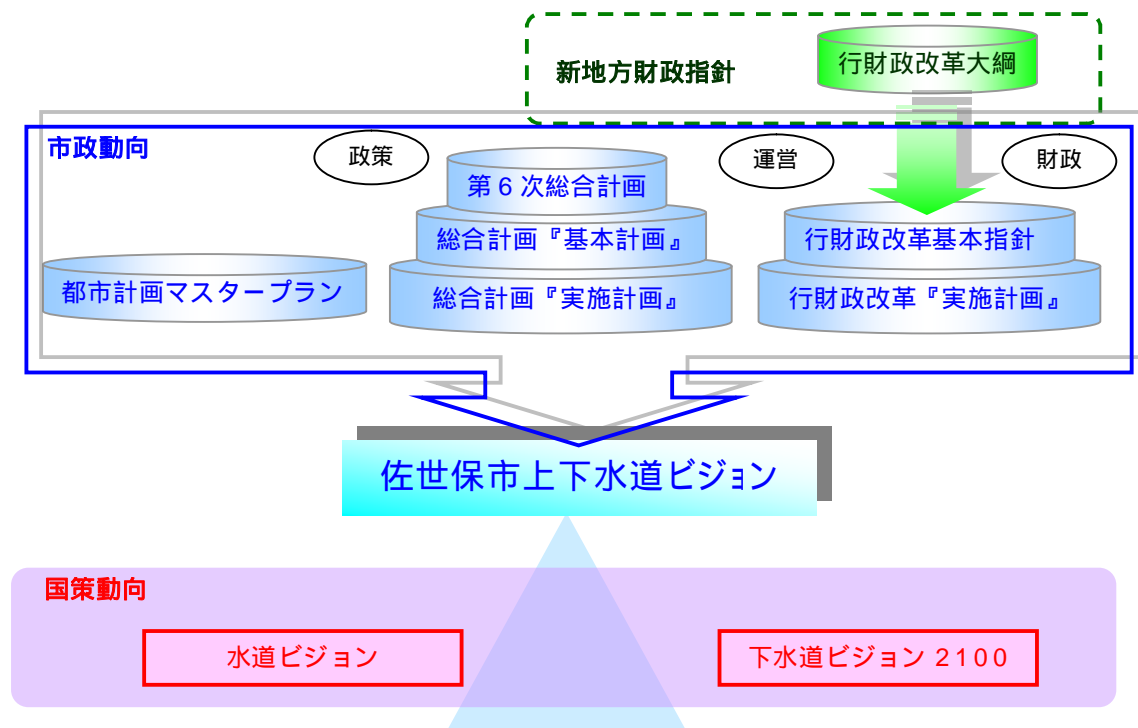 新地方財政指針
行財政改革大綱
市政動向
政策
運営
財政
第6次総合計画
総合計画『基本計画』
行財政改革基本指針
都市計画マスタープラン
総合計画『実施計画』
行財政改革『実施計画』
佐世保市上下水道ビジョン
国策動向
水道ビジョン
下水道ビジョン2100